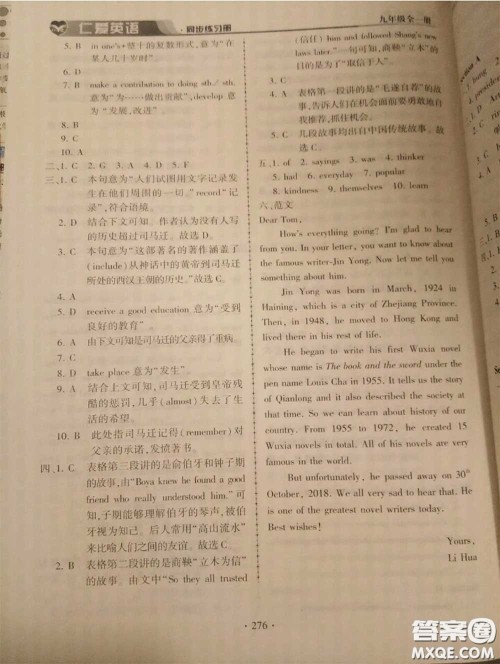 仁爱英语
·同步练习册
九年级全一册
5. B in one's+整十的复数形式,意为“在
某人几十岁时”。
6. D
7. B make a contribution to doing sth. sth.
意为“为……做出贡献”,develop 意
为“发展,改进”。
8. B
9. C
10. A
二、1. C 2. G 3. A 4. D 5. F
三、1. C 本句意为“人们试图用文字记录发
生在他们周围的一切。”record“记
录”,符合语境。
2. D 结合下文可知,作者认为没有人写
的历史超过司马迁。
3. B 本句意为“这部著名的著作涵盖了
(include)从神话中的黄帝到司马迁
所处的西汉王朝的历史。”故选C。
4. A
5. D receive a good education 意为“受到
良好的教育”
6. A 由下文可知是司马迁的父亲得了重病。
7. C
8. D take place 意为“发生”。
9. A 结合上文可知,司马迁受到皇帝残
酷的惩罚,几乎(almost)失去了生
活的希望。
10. B 此处指司马迁记得(remember)对
父亲的承诺,发愤著书。
四、1. C 表格第三段讲的是俞伯牙和钟子期
的故事,由“Boya knew he found a good
friend who really understood him.”可
知,子期能够理解伯牙的琴声,被伯
牙视为知己。后人常用“高山流水”
来比喻人们之间的友谊。故选C。
2. B 表格第二段讲的是商鞅“立木为信”
的故事。由文中“So they all trusted
(信任) him and followed Shang's new
laws later.”一句可知,商鞅“立木”的
目的是为了“取信于人”
3. C
4. A 表格第一段讲的是“毛遂自荐”的故
事,告诉人们在机会面前要勇敢地自
我推荐,抓住机会。
5. C 几段故事均出自中国传统故事。故
选C。
五、1. of 2. sayings 3. was 4. thinker
5. had 6. everyday 7. popular
8. kindness 9. themselves 10. learn
六、范文
Dear Tom,
How's everything going? I'm glad to hear
from you. In your letter, you want to know about
the famous writer-Jin Yong. Now let me tell you
something about him.
Jin Yong was born in March, 1924 in
Haining, which is a city of Zhejiang Province.
Then, in 1948, he moved to Hong Kong and
lived there in his rest of life.
He began to write his first Wuxia novel
whose name is The book and the sword under the
pen name Louis Cha in 1955. It tells us the story
of Qianlong and it also described the society at
that time. So we can learn about history of our
country. From 1955 to 1972, he wrote 15
Wuxia novels in total. All of his novels are very
famous in the world.
But unfortunately, he passed away on 30th
October, 2018. We all very sad to hear that. He
is one of the greatest novel writers today.
Best wishes!
Yours,
Li Hua
· 276 ·
答案圈
MXQE.COM